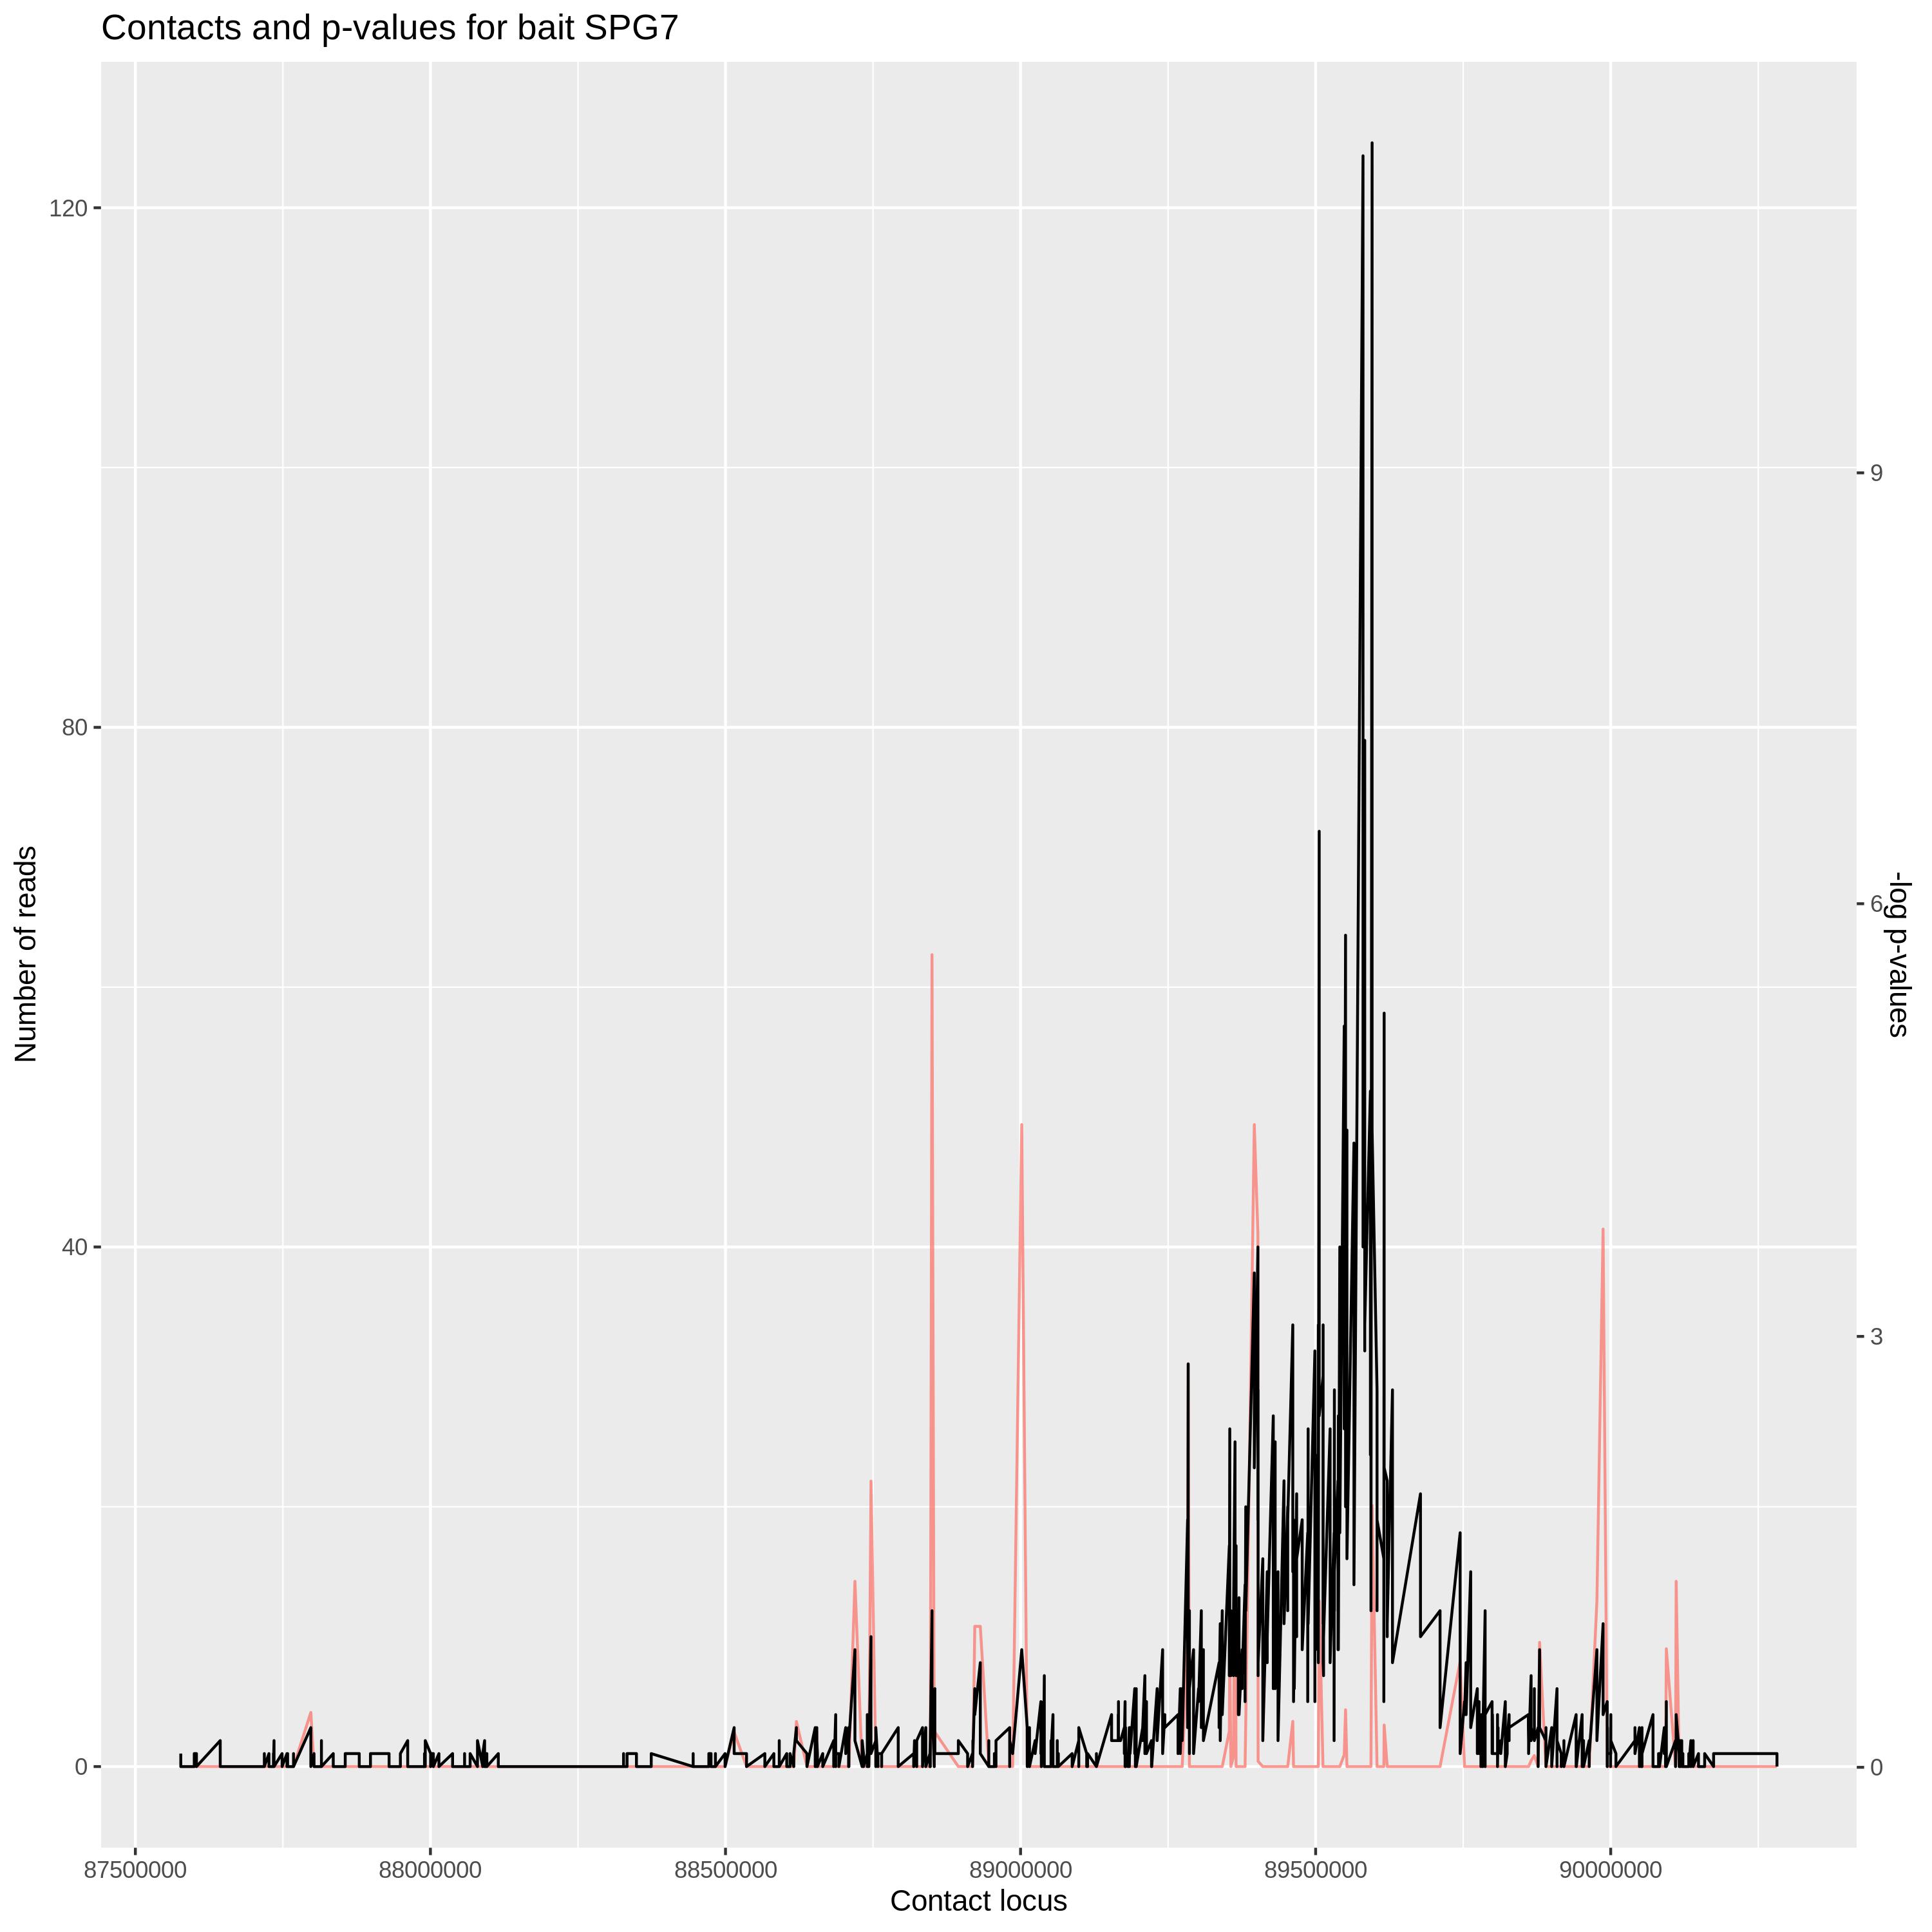 Contacts and p-values for bait SPG7
120
80
40
0
Number of reads
9
6
3
0
-log p-values
87500000 88000000 88500000 89000000 89500000 90000000
Contact locus